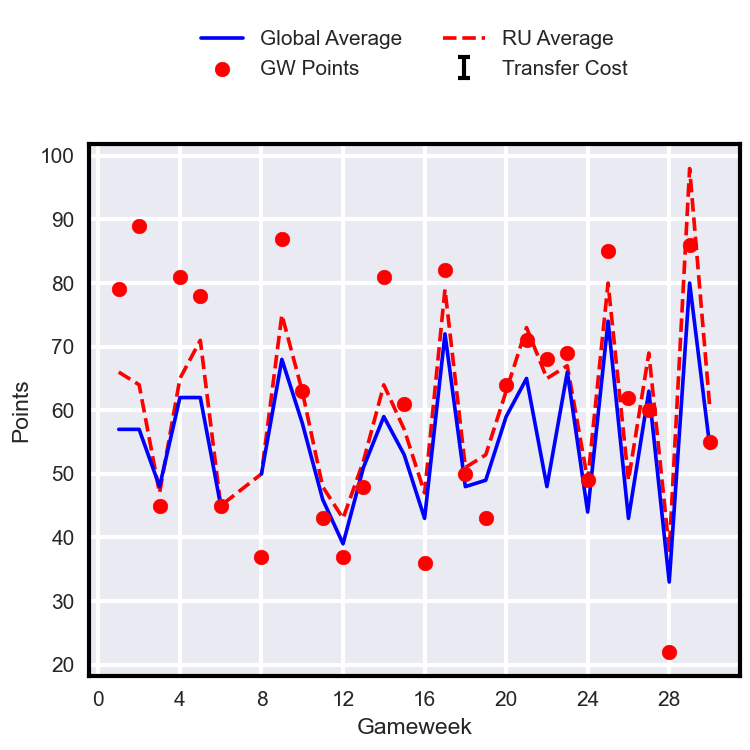 Global Average
RU Average
GW Points
Transfer Cost
100
90
80
70
60
50
40
30
20
Points
0 4 8 12 16 20 24 28
Gameweek